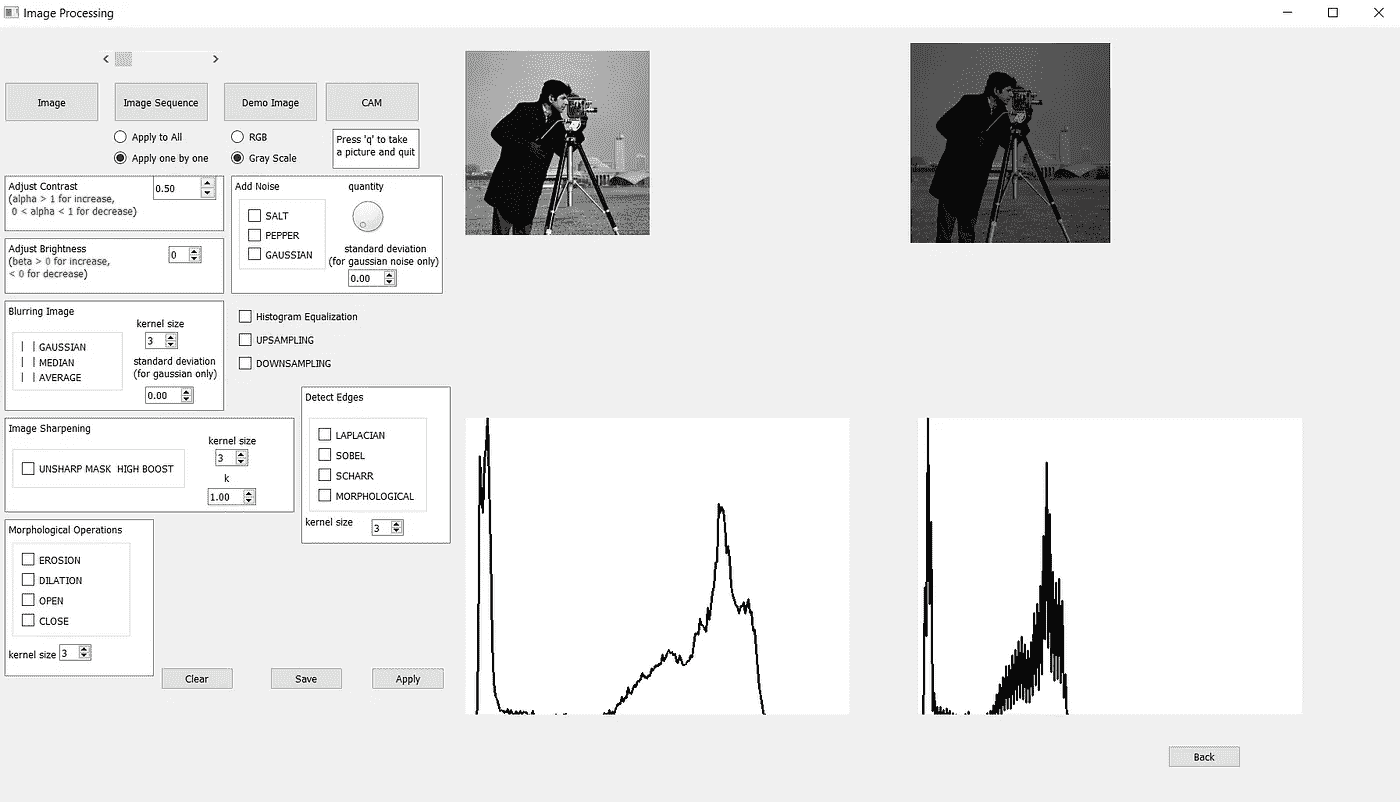 Image Processing
Image
Image Sequence
Demo Image
CAM
Apply to All
Apply one by one
RGB
Gray Scale
Press 'q' to take
a picture and quit
Adjust Contrast
(alpha > 1 for increase,
0 < alpha < 1 for decrease)
0.50
Adjust Brightness
(beta > 0 for increase,
< 0 for decrease)
0
Add Noise
quantity
SALT
PEPPER
GAUSSIAN
standard deviation
(for gaussian noise only)
0.00
Blurring Image
kernel size
3
GAUSSIAN
MEDIAN
AVERAGE
standard deviation
(for gaussian only)
0.00
Histogram Equalization
UPSAMPLING
DOWNSAMPLING
Image Sharpening
kernel size
3
UNSHARP MASK HIGH BOOST
k
1.00
Detect Edges
LAPLACIAN
SOBEL
SCHARR
MORPHOLOGICAL
kernel size
3
Morphological Operations
EROSION
DILATION
OPEN
CLOSE
kernel size
3
Clear
Save
Apply
Back